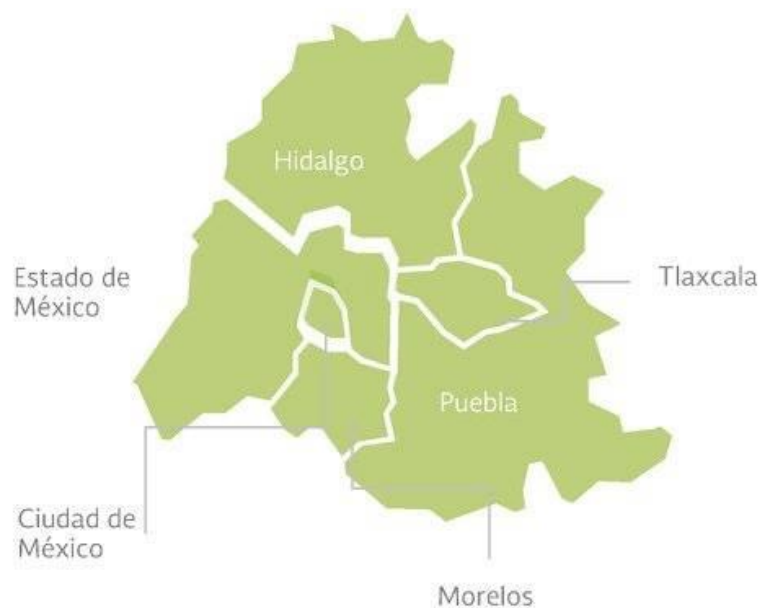 Hidalgo
Estado de
México
Tlaxcala
Puebla
Ciudad de
México
Morelos